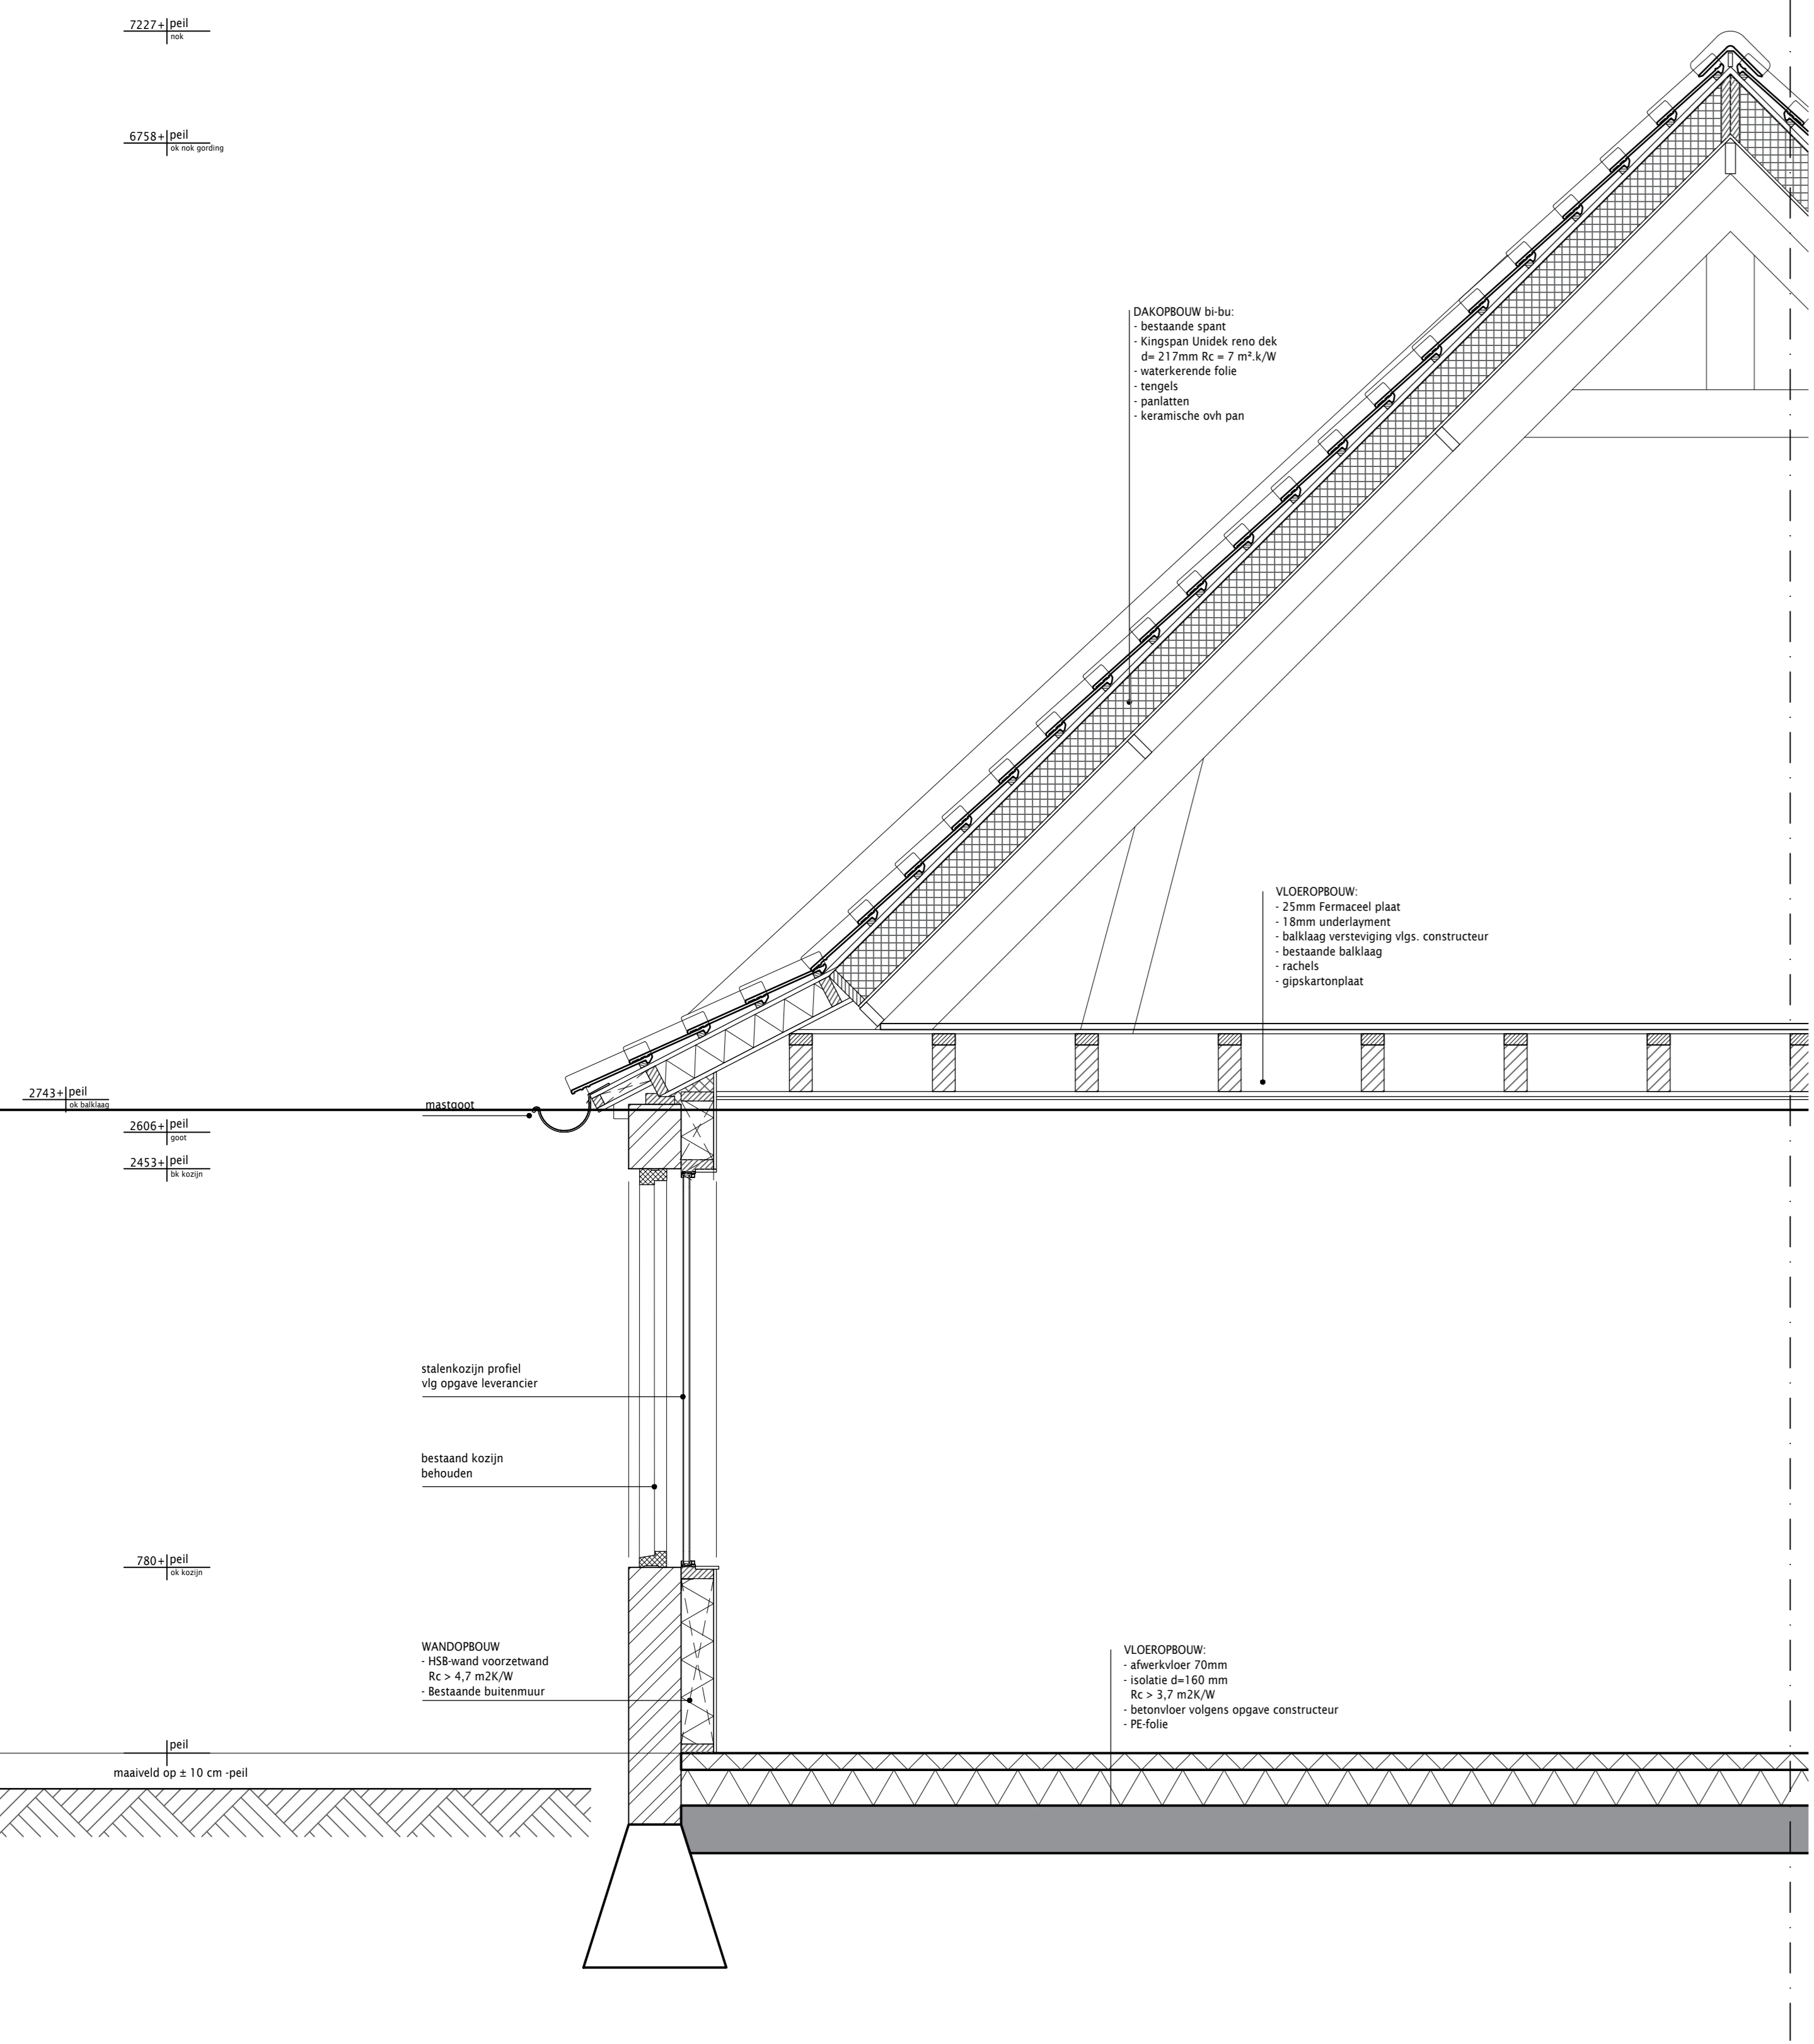 7227+ peil
nok
6758+ peil
ok nok gording
DAKOPBOUW bi-bu:
- bestaande spant
- Kingspan Unidek reno dek
d= 217mm Rc = 7 m².k/W
- waterkerende folie
- tengels
- panlatten
- keramische ovh pan
VLOEROPBOUW:
- 25mm Fermaceel plaat
- 18mm underlayment
- balklaag versteviging vlgs. constructeur
- bestaande balklaag
- rachels
- gipskartonplaat
2743+ peil
ok balklaag
mastgoot
2606+ peil
goot
2453+ peil
bk kozijn
stalenkozijn profiel
vlg opgave leverancier
bestaand kozijn
behouden
780+ peil
ok kozijn
WANDOPBOUW
- HSB-wand voorzetwand
Rc > 4,7 m2K/W
- Bestaande buitenmuur
VLOEROPBOUW:
- afwerkvloer 70mm
- isolatie d=160 mm
Rc > 3,7 m2K/W
- betonvloer volgens opgave constructeur
- PE-folie
peil
maaiveld op ± 10 cm -peil